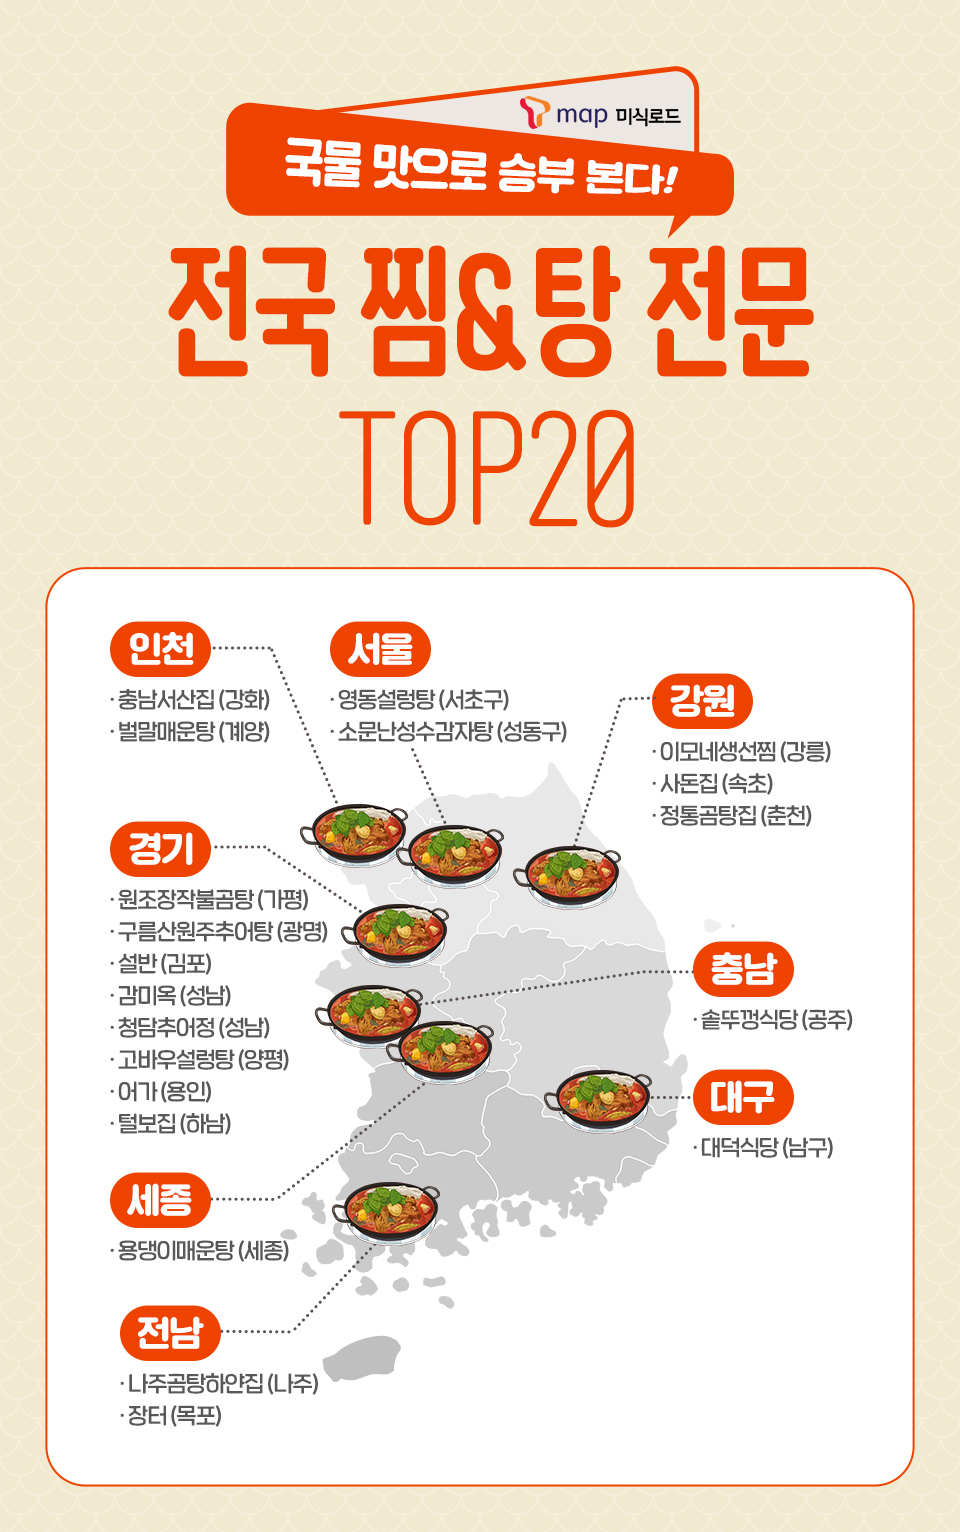 T map 미식로드
국물 맛으로 승부 본다!
전국 찜&탕 전문
TOP20
인천
· 충남서산집 (강화)
· 벌말매운탕 (계양)
서울
· 영동설렁탕 (서초구)
· 소문난성수감자탕 (성동구)
강원
· 이모네생선찜 (강릉)
· 사돈집 (속초)
· 정통곰탕집 (춘천)
경기
· 원조장작불곰탕 (가평)
· 구름산원주추어탕 (광명)
· 설반 (김포)
· 감미옥 (성남)
· 청담추어정 (성남)
· 고바우설렁탕 (양평)
· 어가 (용인)
· 털보집 (하남)
충남
· 솥뚜껑식당 (공주)
대구
· 대덕식당 (남구)
세종
· 용댕이매운탕 (세종)
전남
· 나주곰탕하얀집 (나주)
· 장터 (목포)